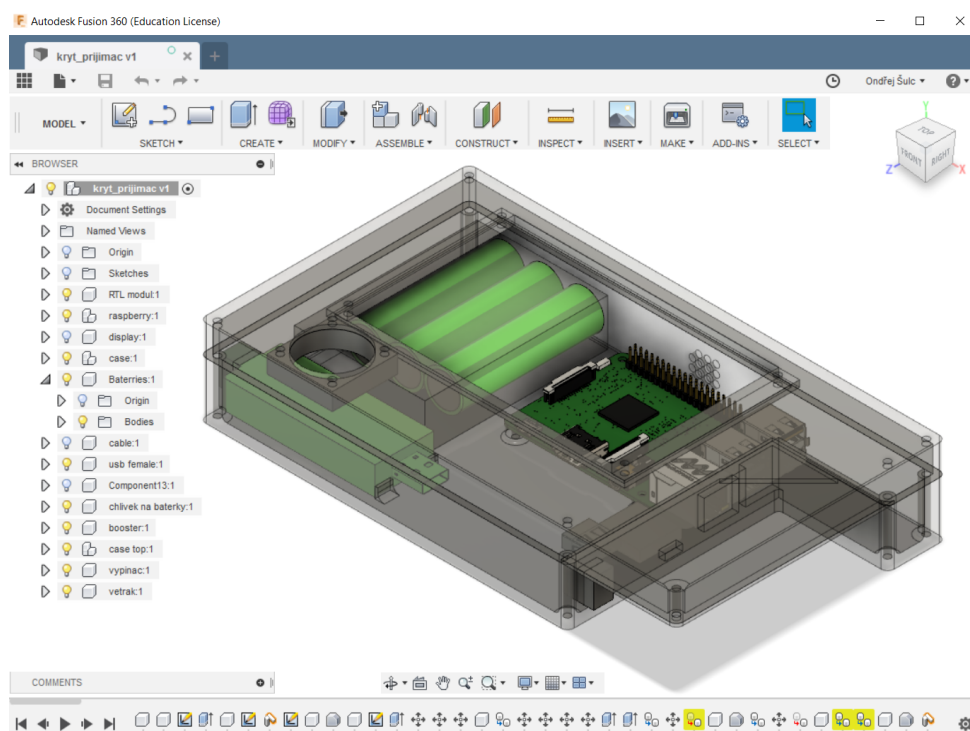 Autodesk Fusion 360 (Education License)
kryt_prijimac v1
Ondřej Šulc
MODEL
SKETCH
CREATE
MODIFY
ASSEMBLE
CONSTRUCT
INSPECT
INSERT
MAKE
ADD-INS
SELECT
BROWSER
kryt_prijimac v1
Document Settings
Named Views
Origin
Sketches
RTL modul:1
raspberry:1
display:1
case:1
Baterries:1
Origin
Bodies
cable:1
usb female:1
Component13:1
chlivek na baterky:1
booster:1
case top:1
vypinac:1
vetrak:1
Y
TOP
FRONT
RIGHT
Z
X
COMMENTS